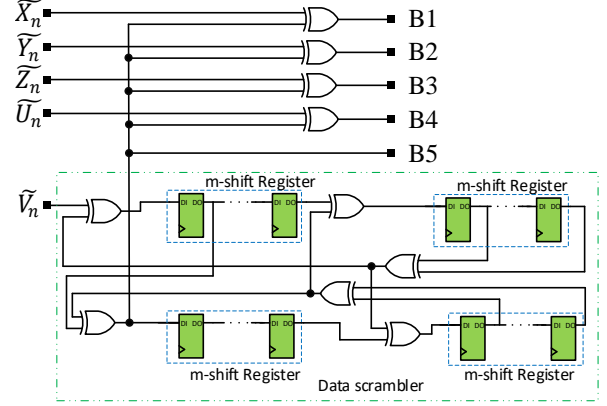 X̃ₙ B1
Ỹₙ B2
Z̃ₙ B3
Ũₙ B4
B5
m-shift Register m-shift Register
Ṽₙ
DI DO DI DO DI DO DI DO
DI DO DI DO DI DO DI DO
m-shift Register m-shift Register
Data scrambler